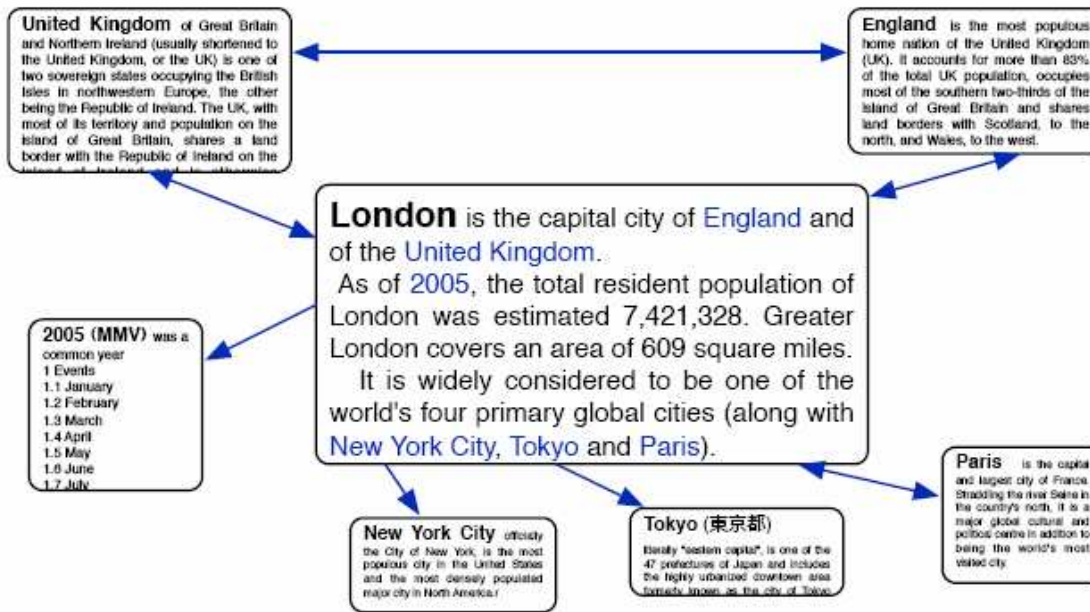 United Kingdom of Great Britain
and Northern Ireland (usually shortened to
the United Kingdom, or the UK) is one of
two sovereign states occupying the British
Isles in northwestern Europe, the other
being the Republic of Ireland. The UK, with
most of its territory and population on the
island of Great Britain, shares a land
border with the Republic of Ireland on the
island of Ireland and is otherwise
England is the most populous
home nation of the United Kingdom
(UK). It accounts for more than 83%
of the total UK population, occupies
most of the southern two-thirds of the
island of Great Britain and shares
land borders with Scotland, to the
north, and Wales, to the west.
London is the capital city of England and
of the United Kingdom.
As of 2005, the total resident population of
London was estimated 7,421,328. Greater
London covers an area of 609 square miles.
It is widely considered to be one of the
world's four primary global cities (along with
New York City, Tokyo and Paris).
2005 (MMV) was a
common year
1 Events
1.1 January
1.2 February
1.3 March
1.4 April
1.5 May
1.6 June
1.7 July
New York City officially
the City of New York, is the most
populous city in the United States
and the most densely populated
major city in North America.r
Tokyo (東京都)
literally "eastern capital", is one of the
47 prefectures of Japan and includes
the highly urbanized downtown area
formerly known as the city of Tokyo
Paris is the capital
and largest city of France.
Straddling the river Seine in
the country's north, it is a
major global cultural and
political centre in addition to
being the world's most
visited city.